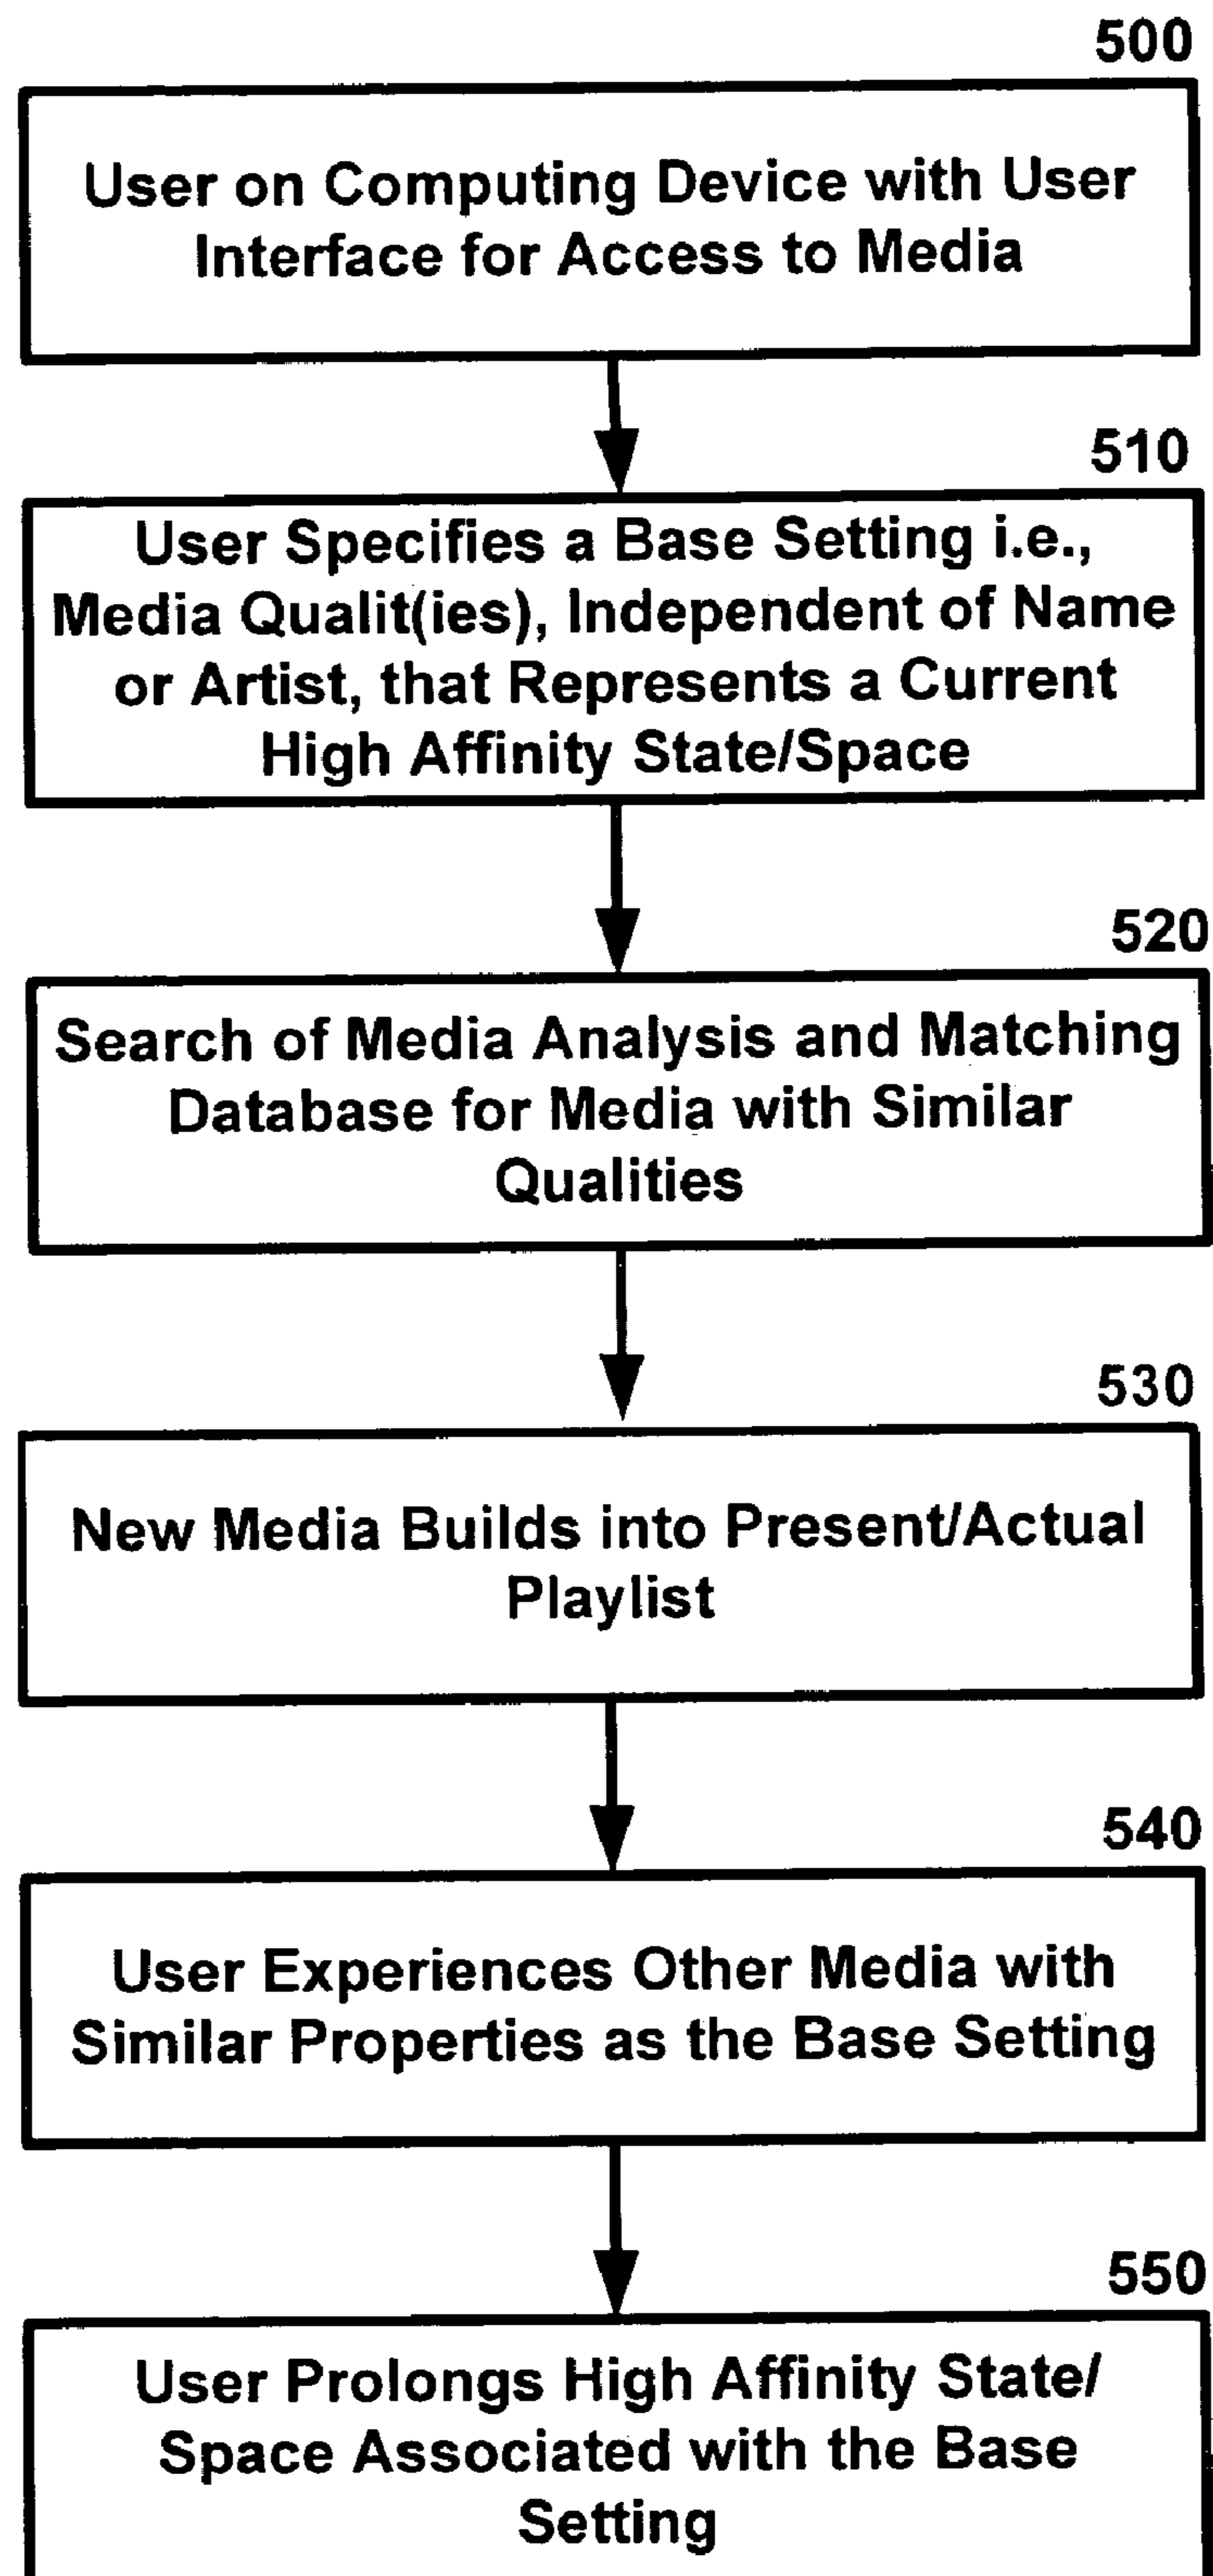 500
User on Computing Device with User
Interface for Access to Media
510
User Specifies a Base Setting i.e.,
Media Qualit(ies), Independent of Name
or Artist, that Represents a Current
High Affinity State/Space
520
Search of Media Analysis and Matching
Database for Media with Similar
Qualities
530
New Media Builds into Present/Actual
Playlist
540
User Experiences Other Media with
Similar Properties as the Base Setting
550
User Prolongs High Affinity State/
Space Associated with the Base
Setting